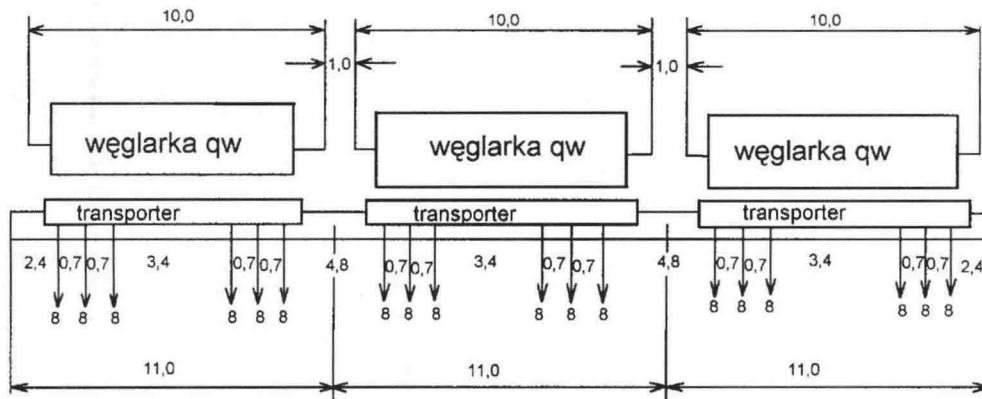 10,0 10,0 10,0
1,0 1,0
węglarka qw węglarka qw węglarka qw
transporter transporter transporter
2,4 0,7 0,7 3,4 0,7 0,7 4,8 0,7 0,7 3,4 0,7 0,7 4,8 0,7 0,7 3,4 0,7 0,7 2,4
8 8 8 8 8 8 8 8 8 8 8 8 8 8 8 8 8 8
11,0 11,0 11,0